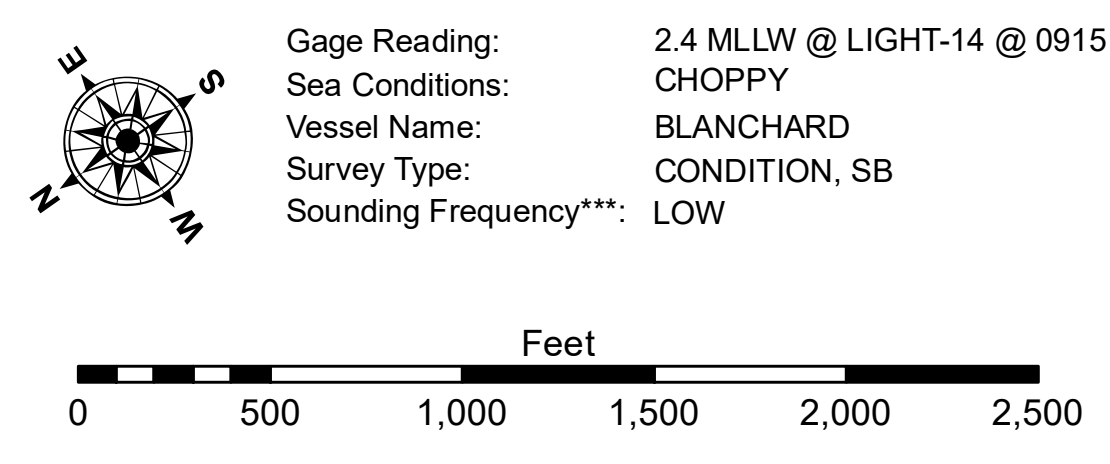 E
S
N
W
Gage Reading: 2.4 MLLW @ LIGHT-14 @ 0915
Sea Conditions: CHOPPY
Vessel Name: BLANCHARD
Survey Type: CONDITION, SB
Sounding Frequency***: LOW
Feet
0 500 1,000 1,500 2,000 2,500